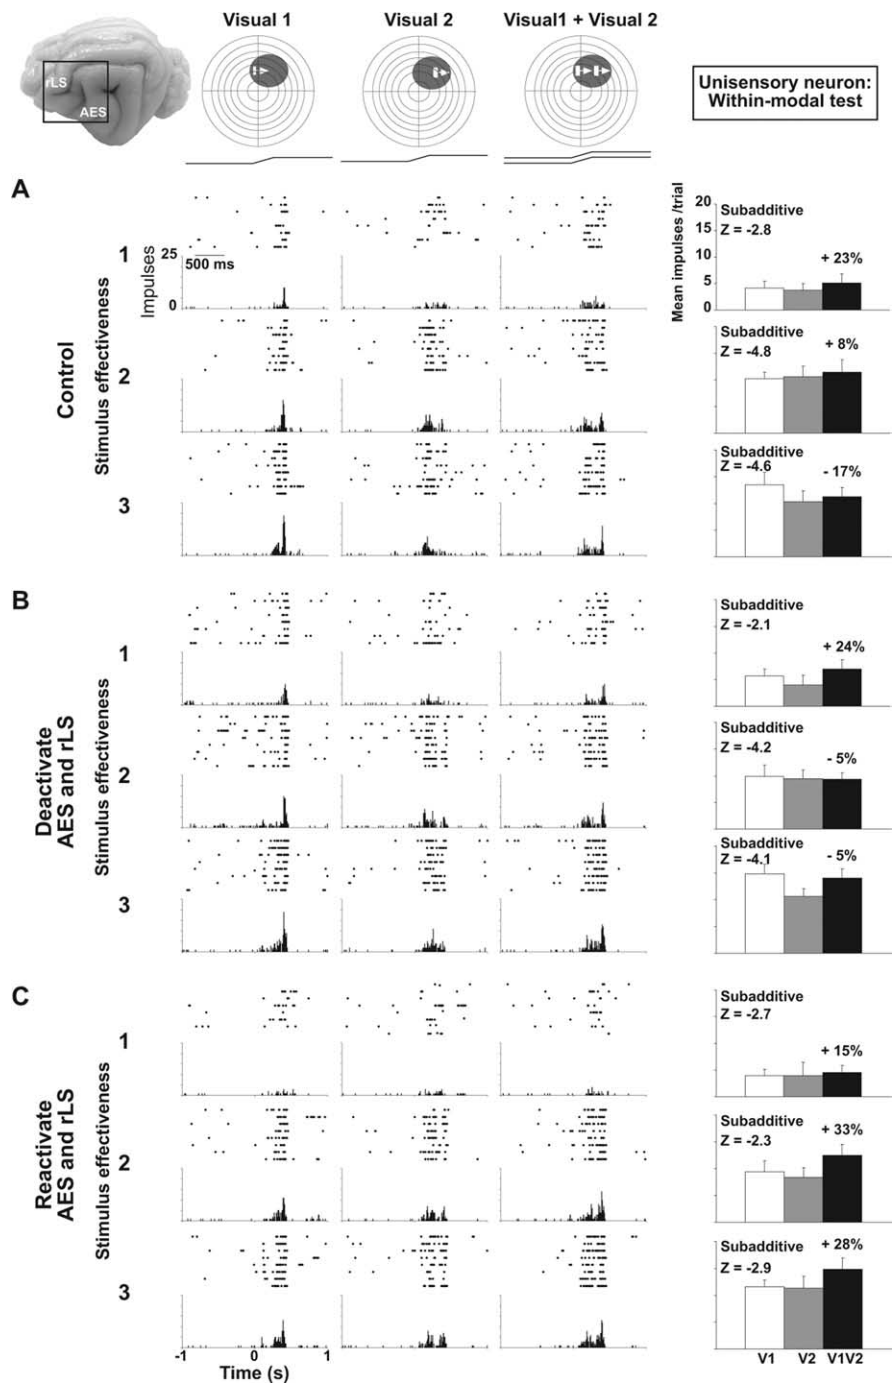 Visual 1
Visual 2
Visual1 + Visual 2
rLS
AES
Unisensory neuron:
Within-modal test
A
Control
Stimulus effectiveness
1
Impulses
25
0
500 ms
Mean impulses /trial
20
15
10
5
0
Subadditive
Z = -2.8
+ 23%
2
Subadditive
Z = -4.8
+ 8%
3
Subadditive
Z = -4.6
- 17%
B
Deactivate
AES and rLS
Stimulus effectiveness
1
Subadditive
Z = -2.1
+ 24%
2
Subadditive
Z = -4.2
- 5%
3
Subadditive
Z = -4.1
- 5%
C
Reactivate
AES and rLS
Stimulus effectiveness
1
Subadditive
Z = -2.7
+ 15%
2
Subadditive
Z = -2.3
+ 33%
3
Subadditive
Z = -2.9
+ 28%
-1
0
1
Time (s)
V1
V2
V1V2